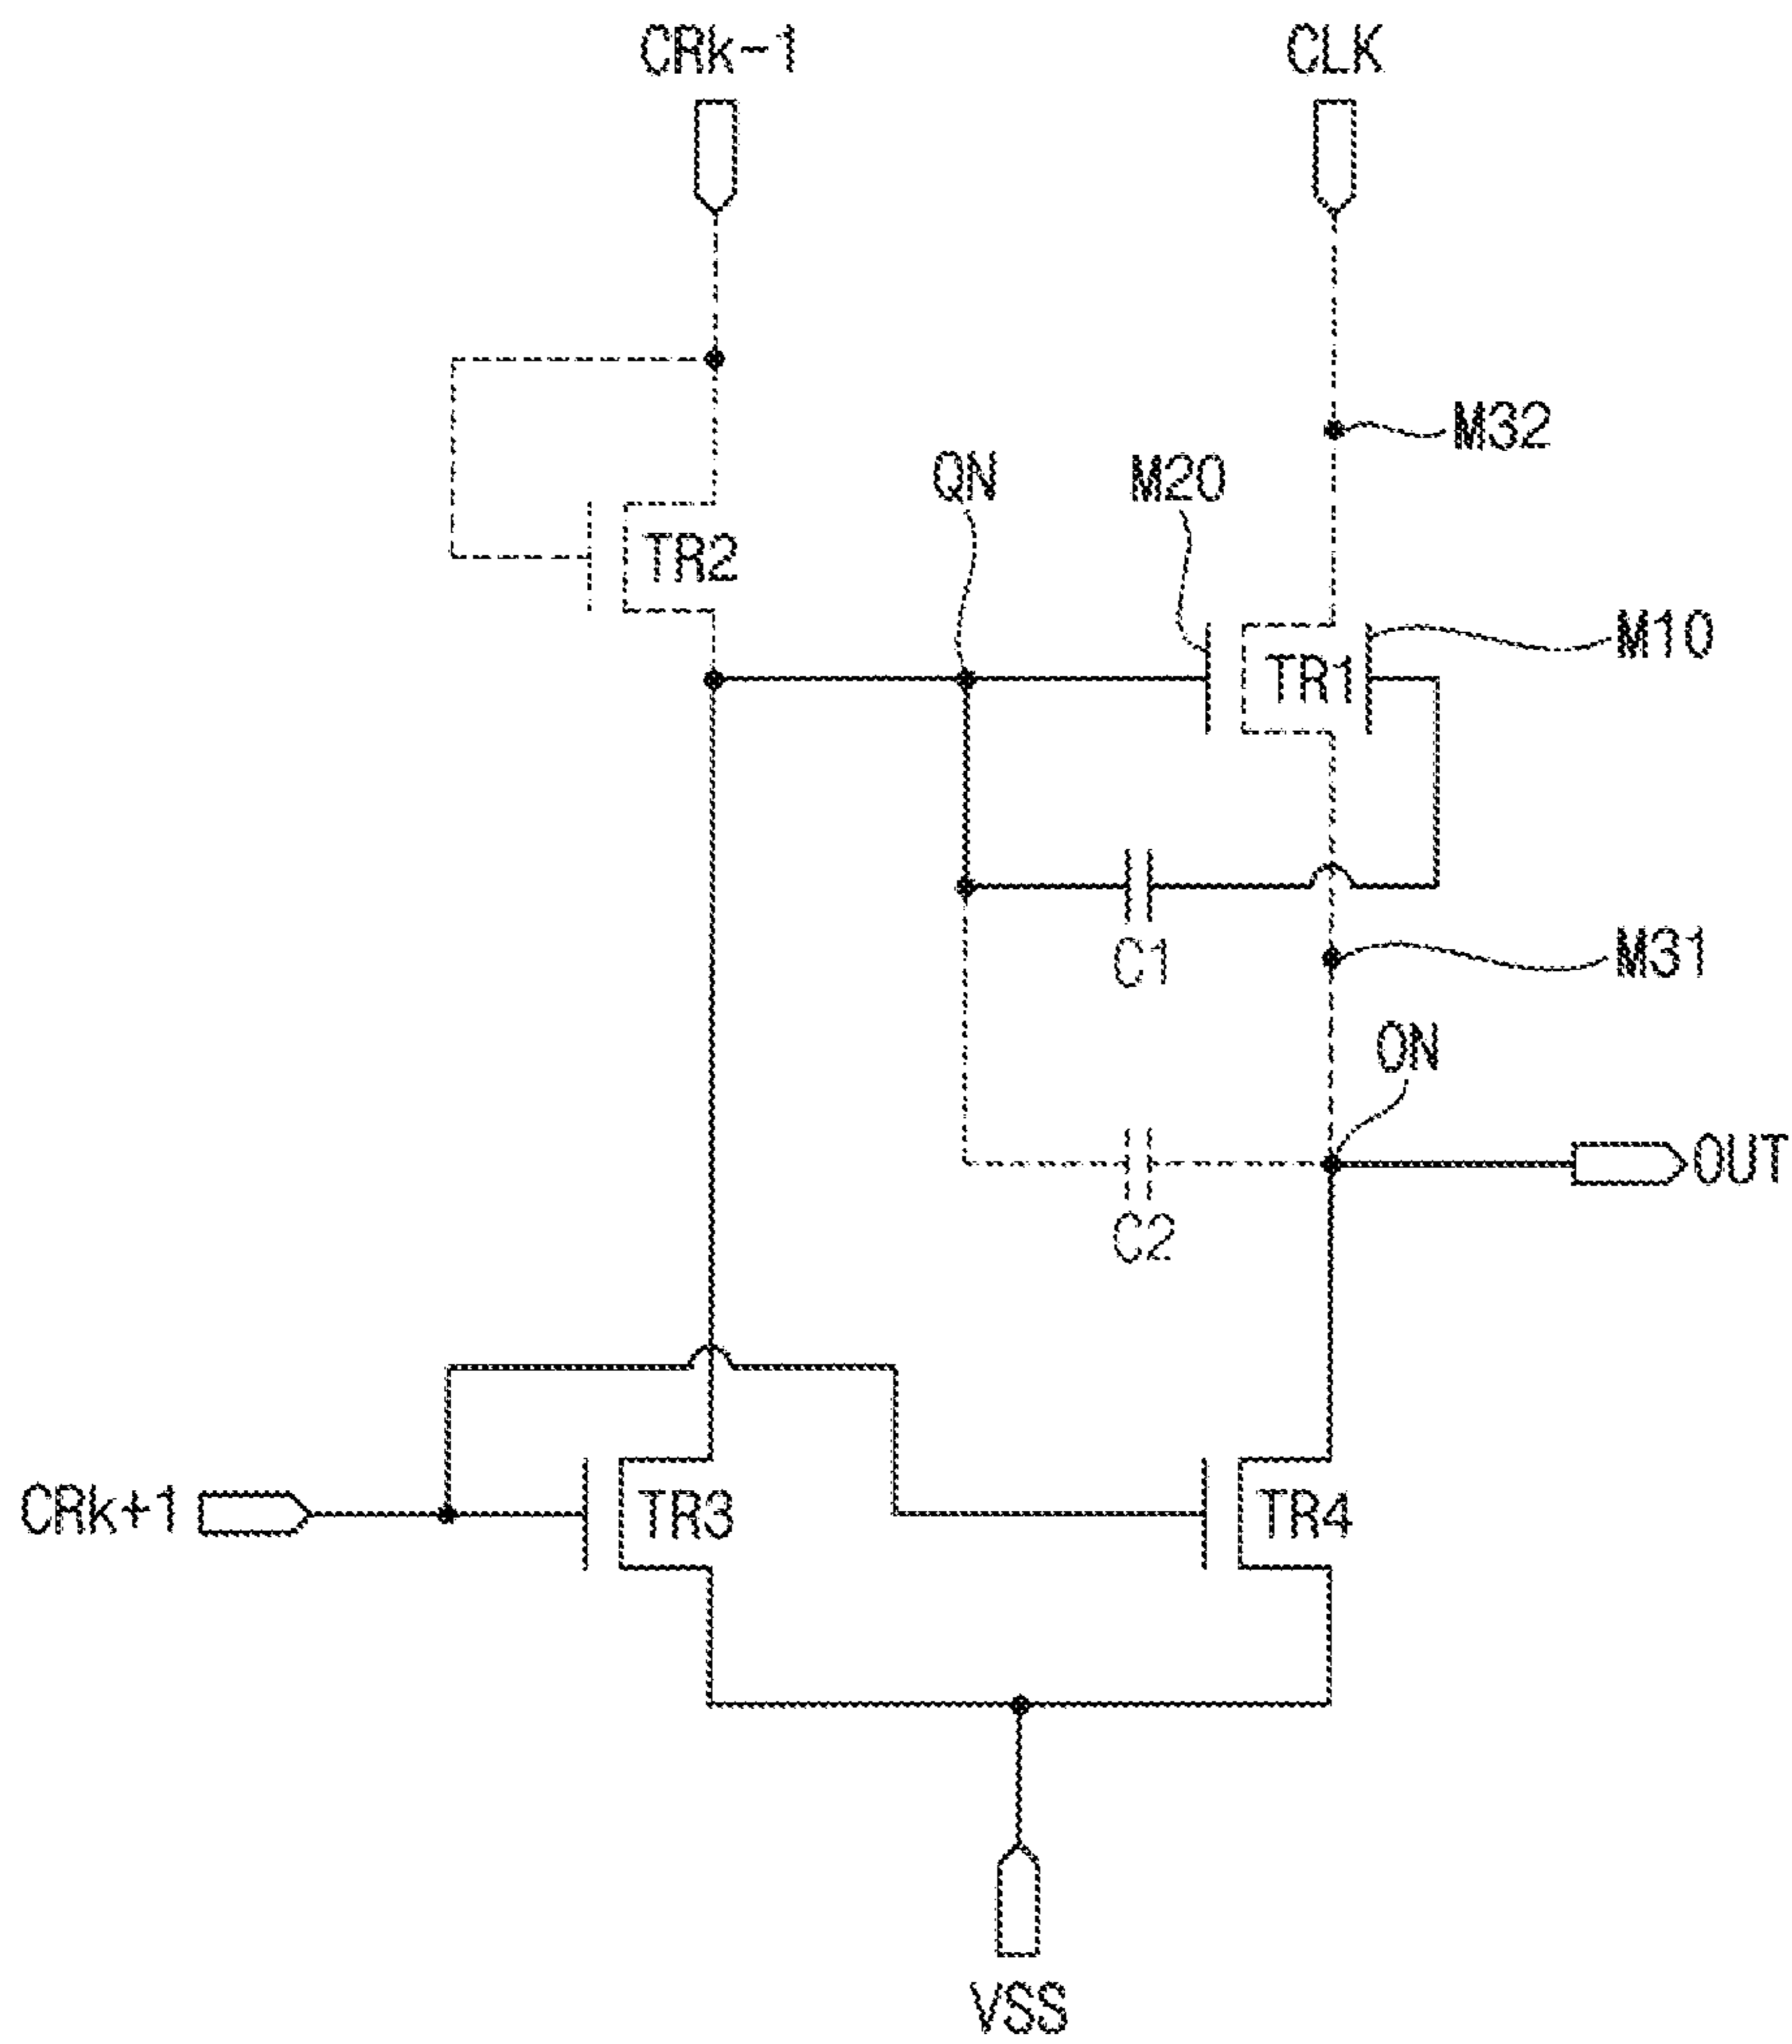 CRk-1
CLK
M32
QN
M20
TR2
M10
TR1
C1
M31
ON
OUT
C2
CRk+1
TR3
TR4
VSS